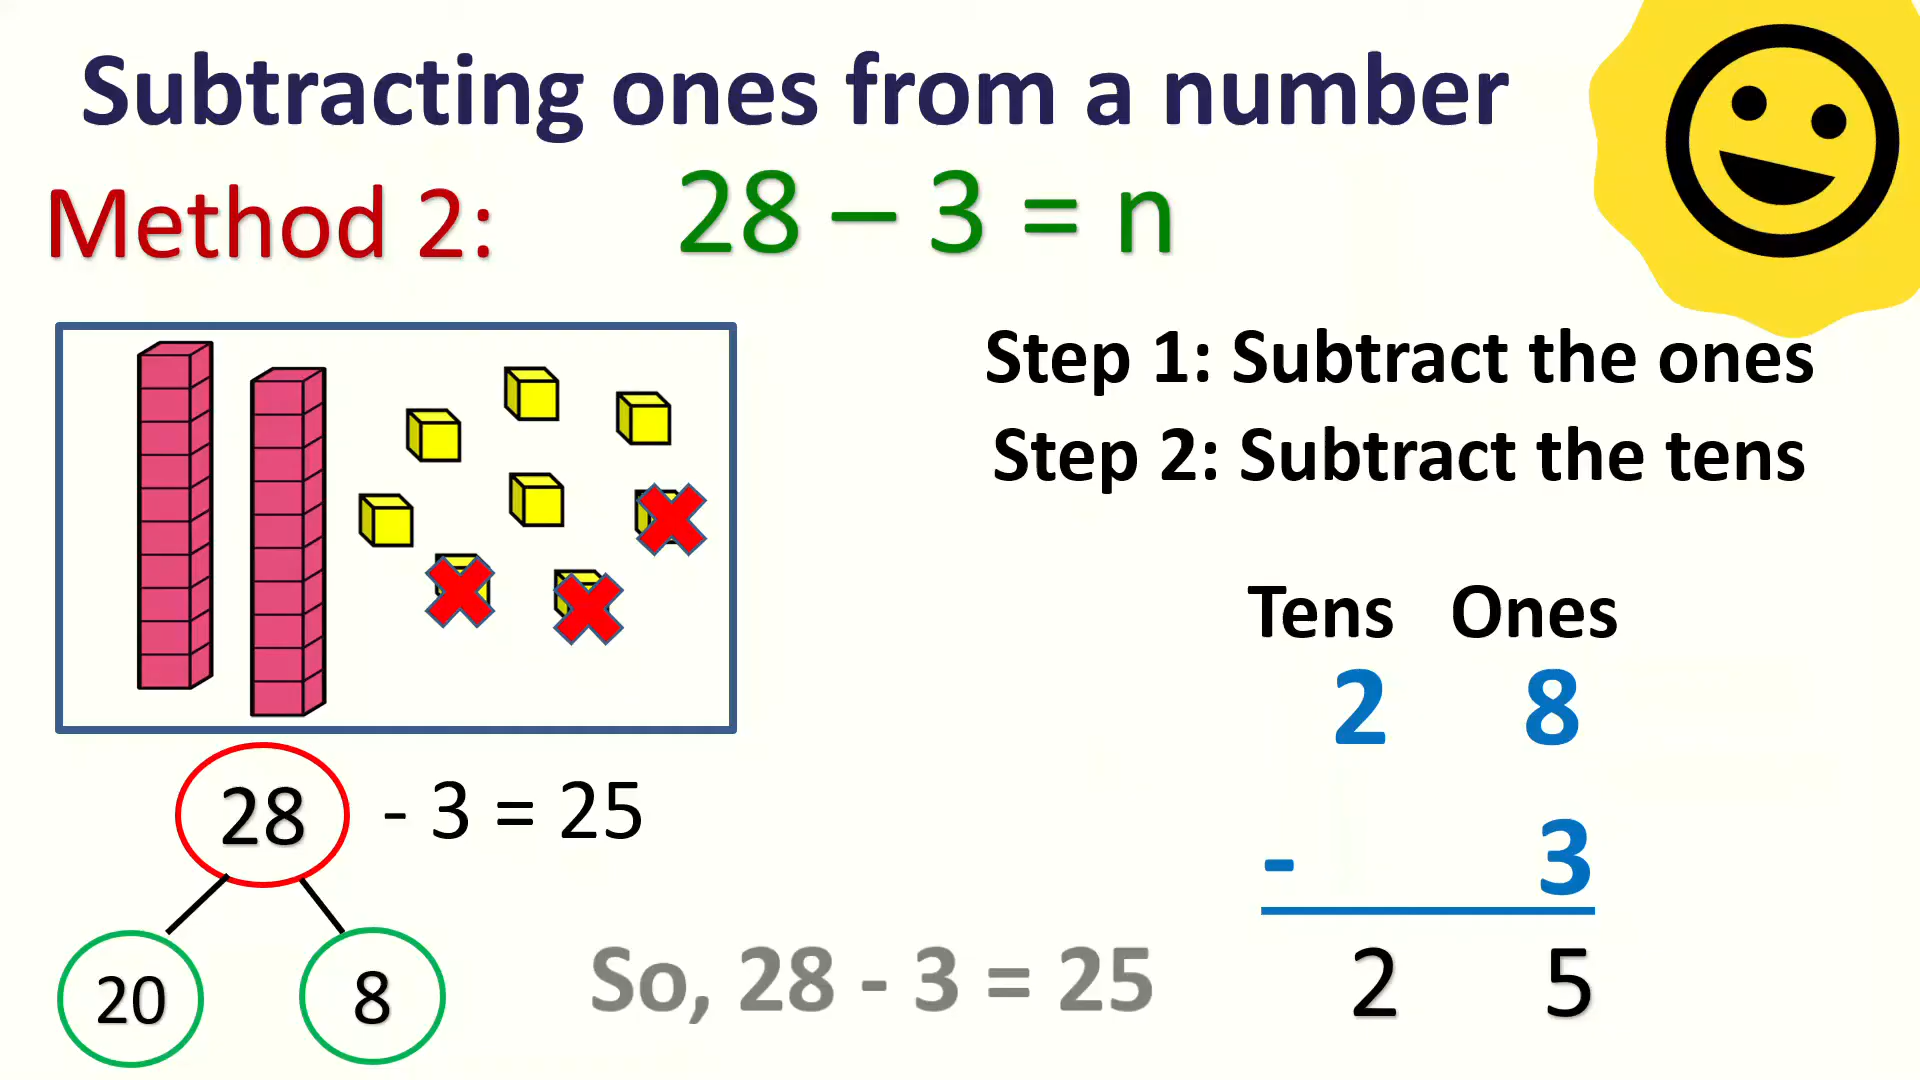 Subtracting ones from a number
Method 2:
28 – 3 = n
Step 1: Subtract the ones
Step 2: Subtract the tens
Tens Ones
2 8
- 3
2 5
28 - 3 = 25
20 8
So, 28 - 3 = 25